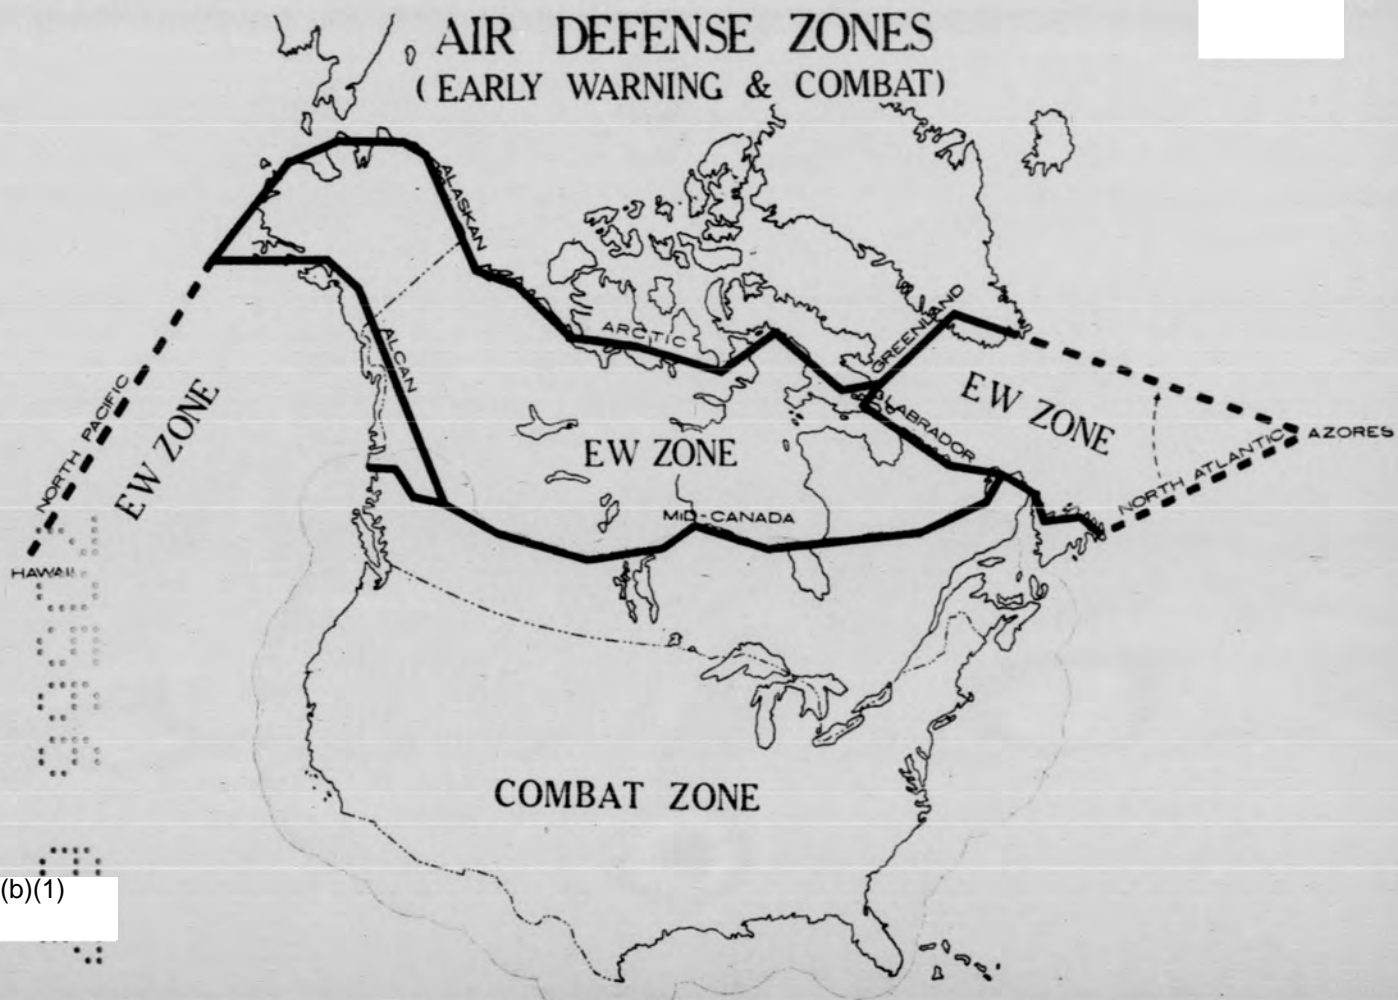 AIR DEFENSE ZONES
(EARLY WARNING & COMBAT)
ALASKAN
ARCTIC
GREENLAND
ALCAN
NORTH PACIFIC
EW ZONE
EW ZONE
EW ZONE
LABRADOR
AZORES
NORTH ATLANTIC
MID-CANADA
HAWAII
COMBAT ZONE
(b)(1)